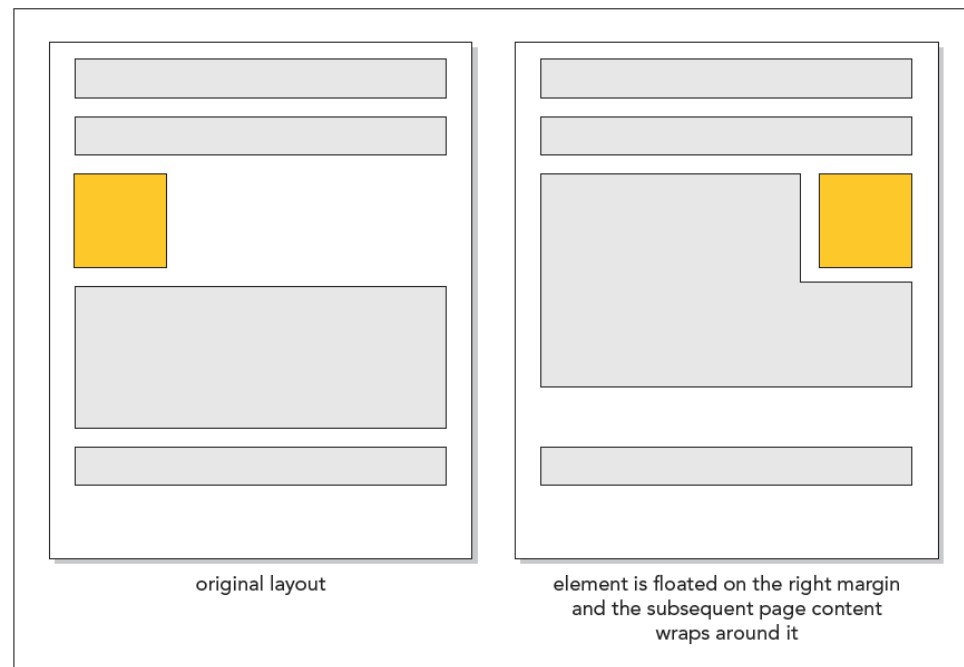 original layout
element is floated on the right margin
and the subsequent page content
wraps around it